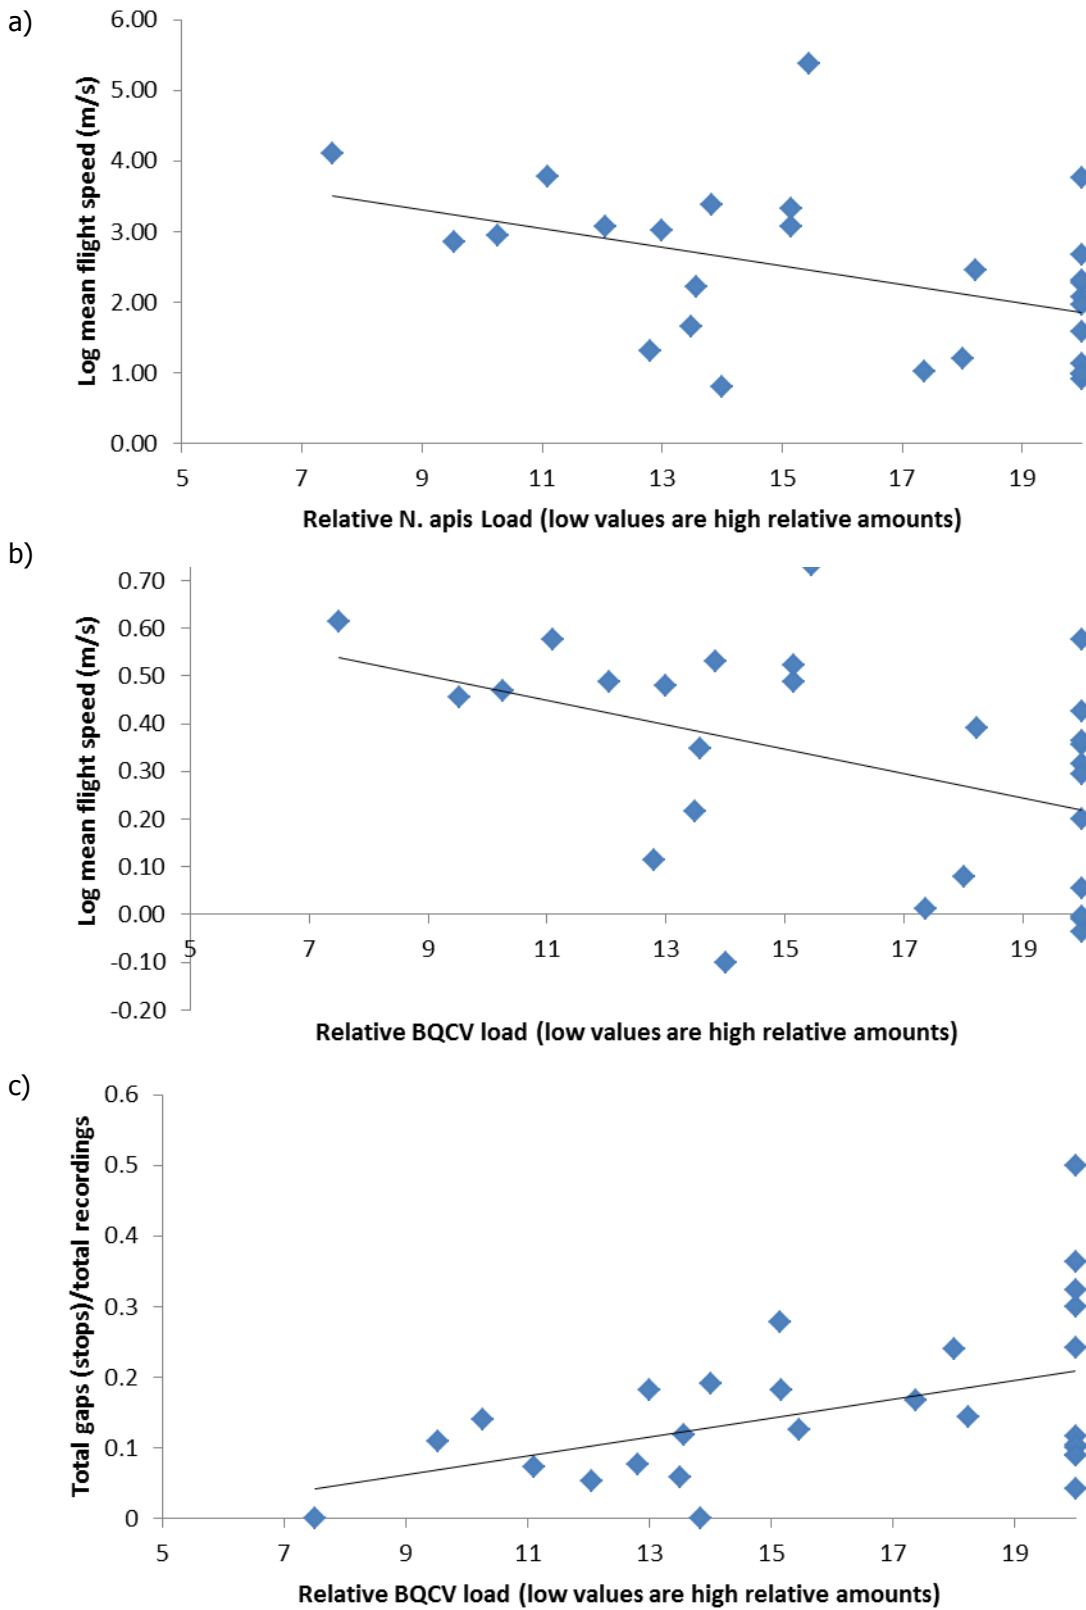 a)
6.00
5.00
4.00
3.00
2.00
1.00
0.00
Log mean flight speed (m/s)
5 7 9 11 13 15 17 19
Relative N. apis Load (low values are high relative amounts)
b)
0.70
0.60
0.50
0.40
0.30
0.20
0.10
0.00
-0.10
-0.20
Log mean flight speed (m/s)
5 7 9 11 13 15 17 19
Relative BQCV load (low values are high relative amounts)
c)
0.6
0.5
0.4
0.3
0.2
0.1
0
Total gaps (stops)/total recordings
5 7 9 11 13 15 17 19
Relative BQCV load (low values are high relative amounts)